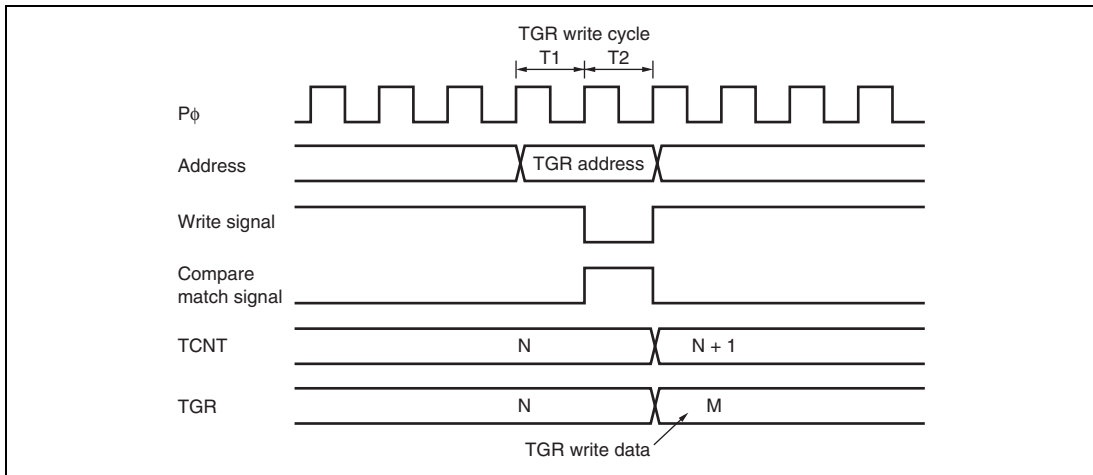 TGR write cycle
T1 T2
Pϕ
Address TGR address
Write signal
Compare
match signal
TCNT N N + 1
TGR N M
TGR write data